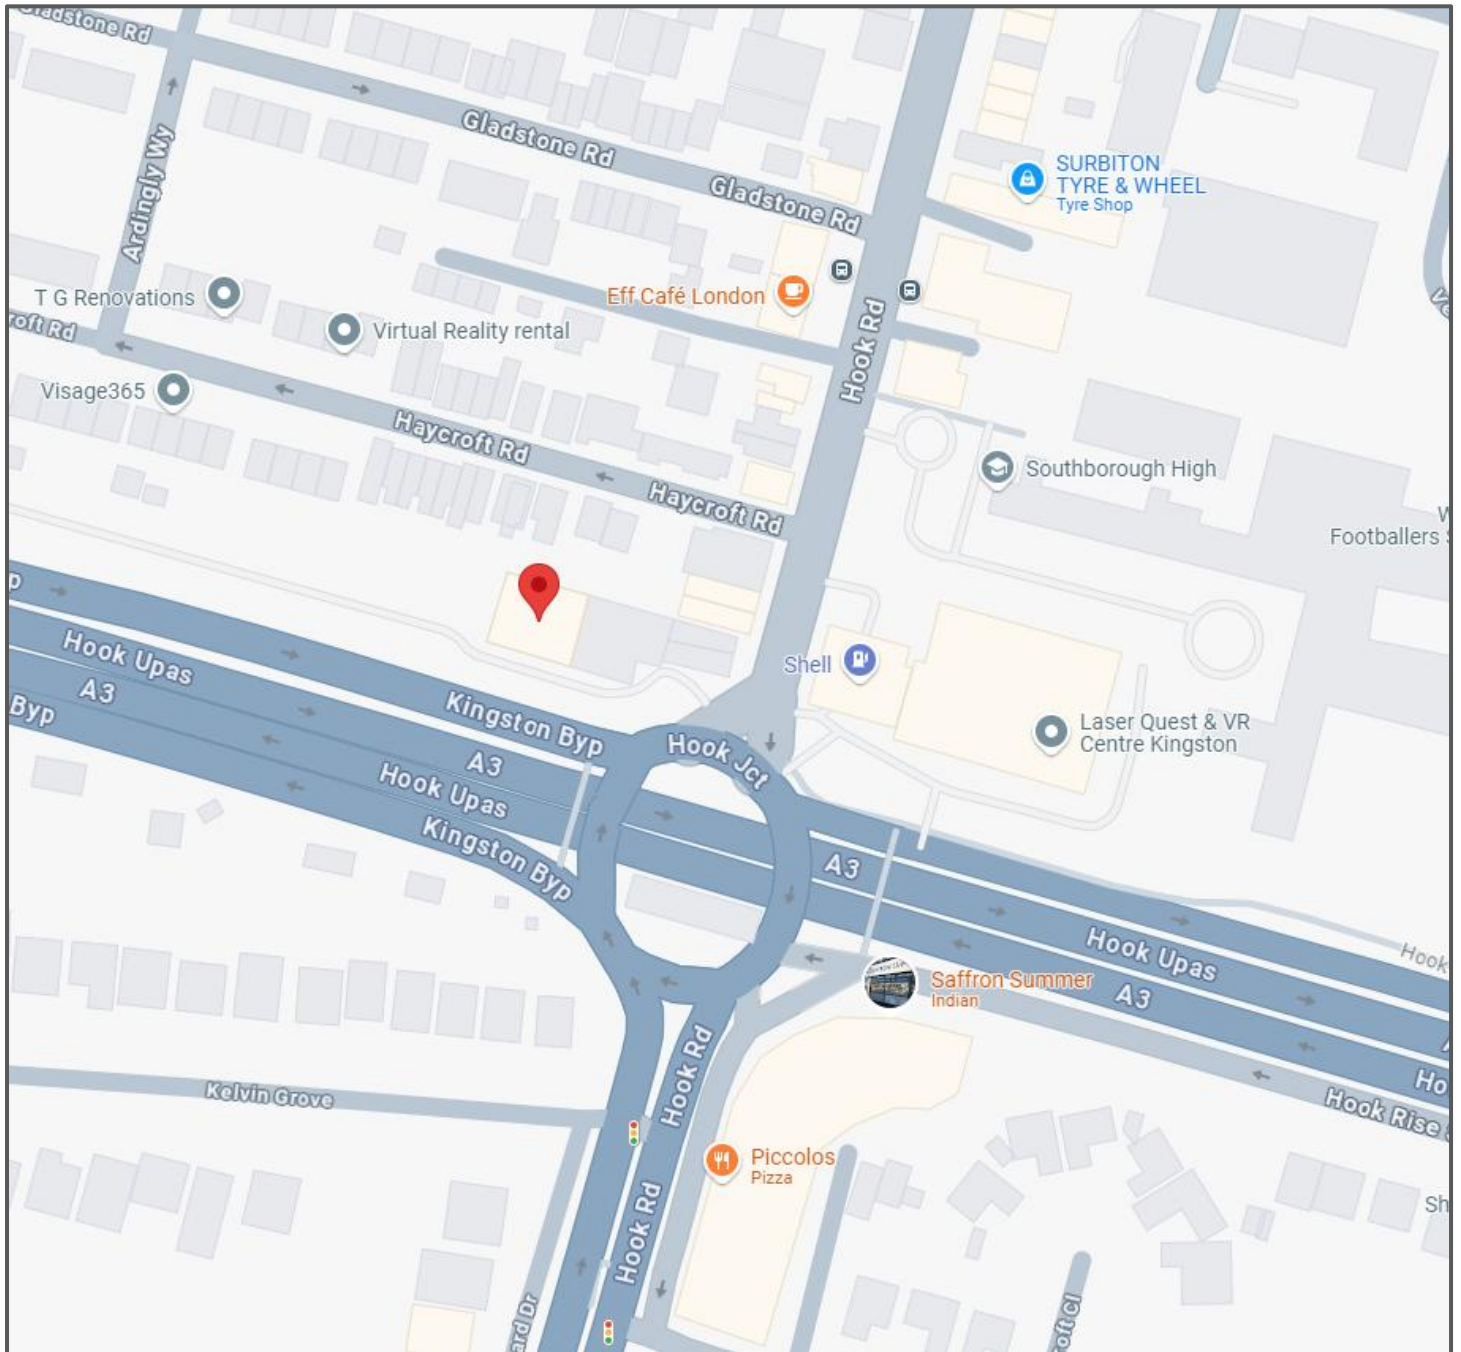 Gladstone Rd
Gladstone Rd
Gladstone Rd
Ardingly Wy
SURBITON
TYRE & WHEEL
Tyre Shop
T G Renovations
Eff Café London
Hook Rd
Virtual Reality rental
Visage365
Haycroft Rd
Haycroft Rd
Southborough High
Footballers
Hook Upas
A3
Byp
Kingston Byp
Hook Jct
Shell
Laser Quest & VR
Centre Kingston
A3
Hook Upas
Kingston Byp
A3
Hook Upas
A3
Hook
Saffron Summer
Indian
Hook Rise
Kelvin Grove
Hook Rd
Piccolos
Pizza
Hook Rd